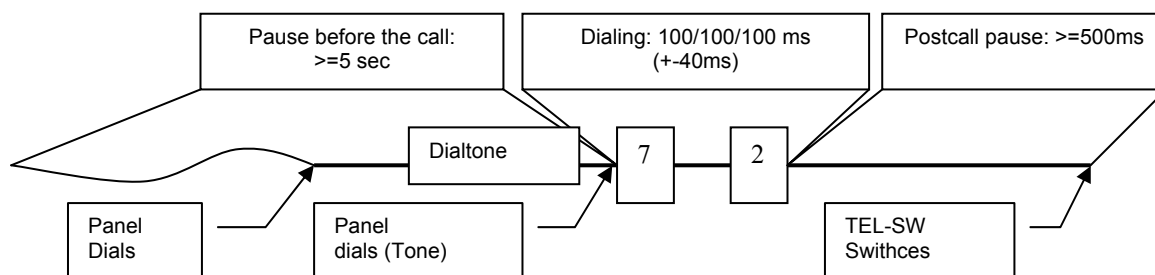 Pause before the call:
>=5 sec
Dialing: 100/100/100 ms
(+-40ms)
Postcall pause: >=500ms
Dialtone
7
2
Panel
Dials
Panel
dials (Tone)
TEL-SW
Swithces